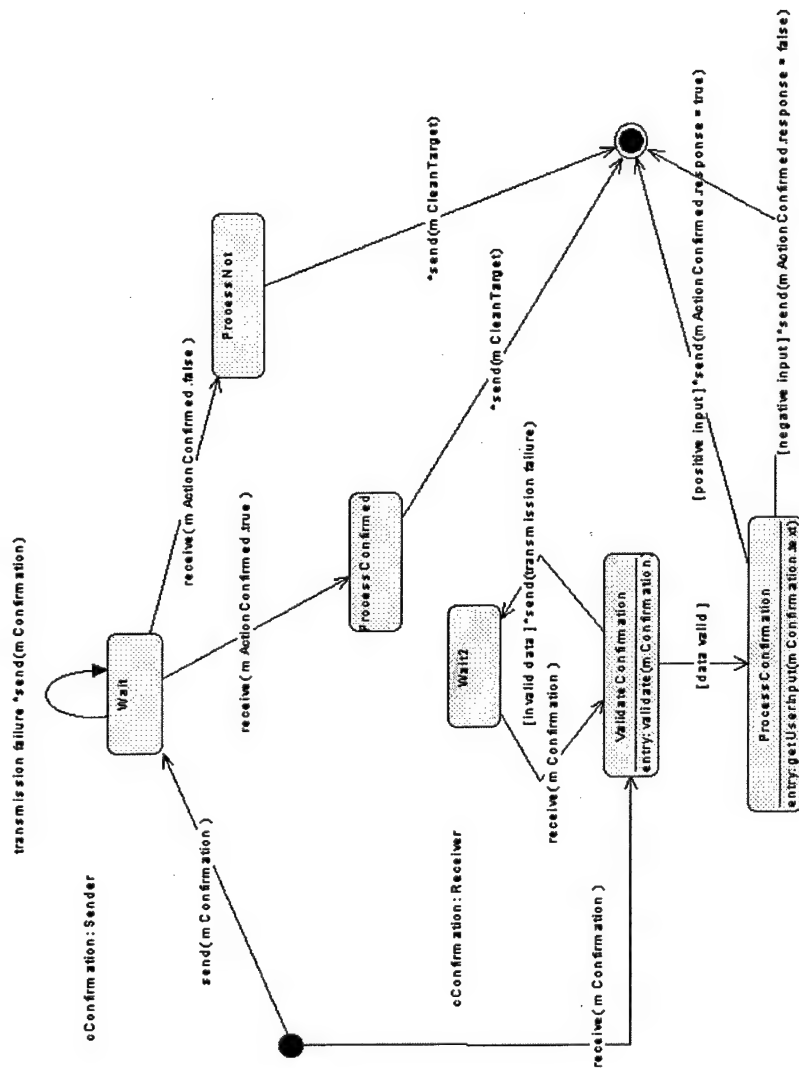 oConfirmation: Sender
transmission failure *send(mConfirmation)
Wait
send(mConfirmation)
receive(mActionConfirmed.false)
ProcessNot
*send(mCleanTarget)
receive(mActionConfirmed.true)
ProcessConfirmed
*send(mCleanTarget)
oConfirmation: Receiver
Wait2
[invalid data]*send(transmission failure)
receive(mConfirmation)
ValidateConfirmation
entry: validate(mConfirmation)
receive(mConfirmation)
[data valid]
ProcessConfirmation
entry: getUserInput(mConfirmation.text)
[positive input]*send(mActionConfirmed.response = true)
[negative input]*send(mActionConfirmed.response = false)